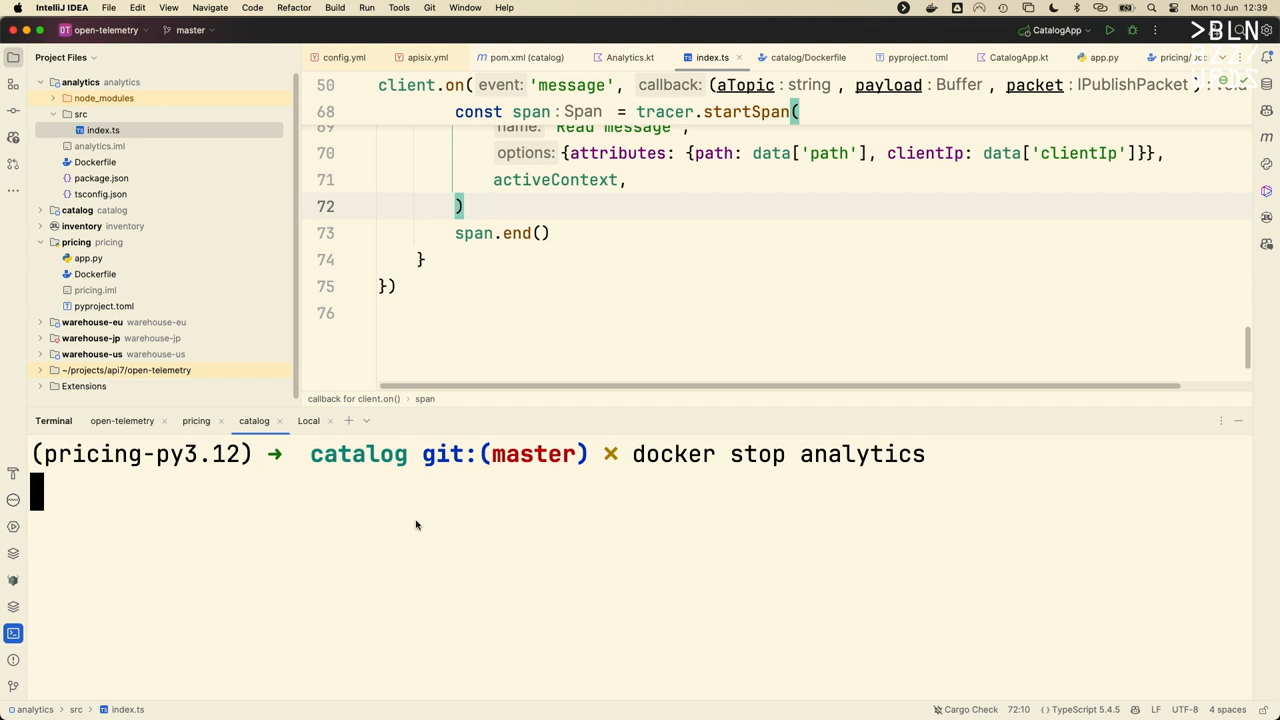 IntelliJ IDEA File Edit View Navigate Code Refactor Build Run Tools Git Window Help Mon 10 Jun 12:39
open-telemetry master CatalogApp >BLN
Project Files config.yml apisix.yml pom.xml (catalog) Analytics.kt index.ts catalog/Dockerfile pyproject.toml CatalogApp.kt app.py
analytics analytics
node_modules
src
index.ts
analytics.iml
Dockerfile
package.json
tsconfig.json
catalog catalog
inventory inventory
pricing pricing
app.py
Dockerfile
pricing.iml
pyproject.toml
warehouse-eu warehouse-eu
warehouse-jp warehouse-jp
warehouse-us warehouse-us
~/projects/api7/open-telemetry
Extensions
50 client.on( event: 'message', callback: (aTopic : string , payload : Buffer , packet : IPublishPacket )
68 const span : Span = tracer.startSpan(
69 name: "Read message",
70 options: {attributes: {path: data['path'], clientIp: data['clientIp']}},
71 activeContext,
72 )
73 span.end()
74 }
75 })
76
callback for client.on() › span
Terminal open-telemetry × pricing × catalog × Local ×
(pricing-py3.12) ➜ catalog git:(master) ✗ docker stop analytics
analytics › src › index.ts Cargo Check 72:10 TypeScript 5.4.5 LF UTF-8 4 spaces